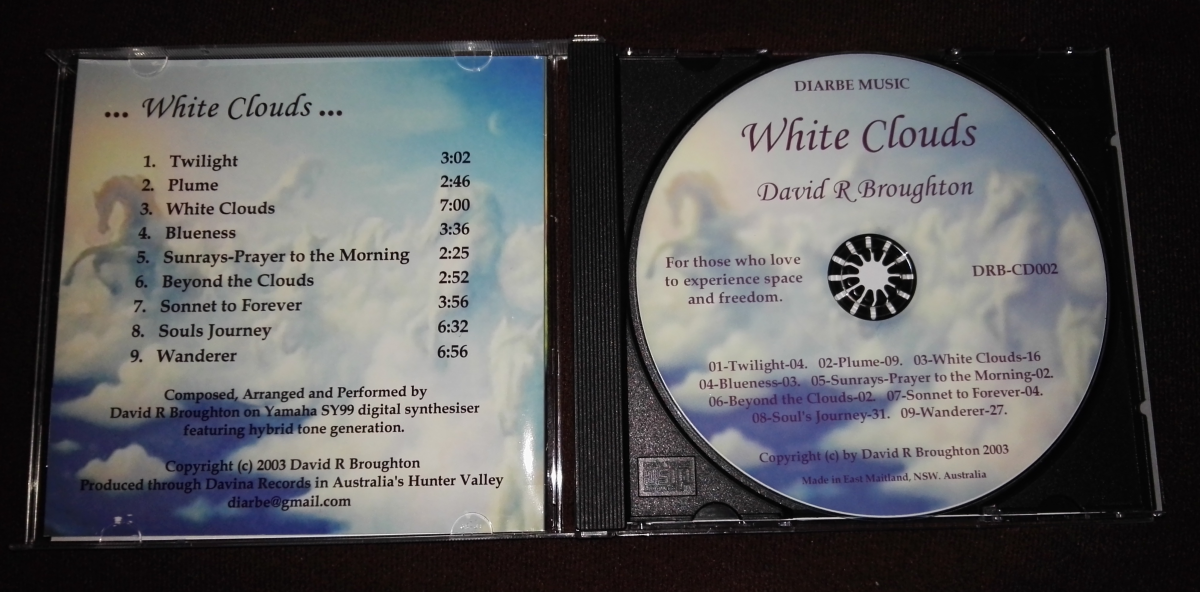 ... White Clouds ...
1. Twilight 3:02
2. Plume 2:46
3. White Clouds 7:00
4. Blueness 3:36
5. Sunrays-Prayer to the Morning 2:25
6. Beyond the Clouds 2:52
7. Sonnet to Forever 3:56
8. Souls Journey 6:32
9. Wanderer 6:56
Composed, Arranged and Performed by
David R Broughton on Yamaha SY99 digital synthesiser
featuring hybrid tone generation.
Copyright (c) 2003 David R Broughton
Produced through Davina Records in Australia's Hunter Valley
diarbe@gmail.com
DIARBE MUSIC
White Clouds
David R Broughton
For those who love
to experience space
and freedom.
DRB-CD002
01-Twilight-04. 02-Plume-09. 03-White Clouds-16
04-Blueness-03. 05-Sunrays-Prayer to the Morning-02.
06-Beyond the Clouds-02. 07-Sonnet to Forever-04.
08-Soul's Journey-31. 09-Wanderer-27.
Copyright (c) by David R Broughton 2003
Made in East Maitland, NSW. Australia